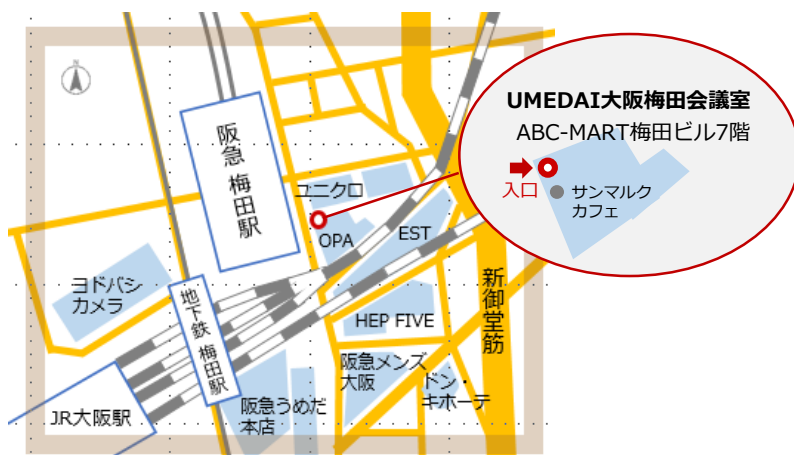 N
UMEDAI大阪梅田会議室
ABC-MART梅田ビル7階
入口
サンマルク
カフェ
阪急 梅田駅
ユニクロ
OPA
EST
ヨドバシ
カメラ
地下鉄 梅田駅
新御堂筋
HEP FIVE
阪急メンズ
大阪
ドン・
キホーテ
JR大阪駅
阪急うめだ
本店